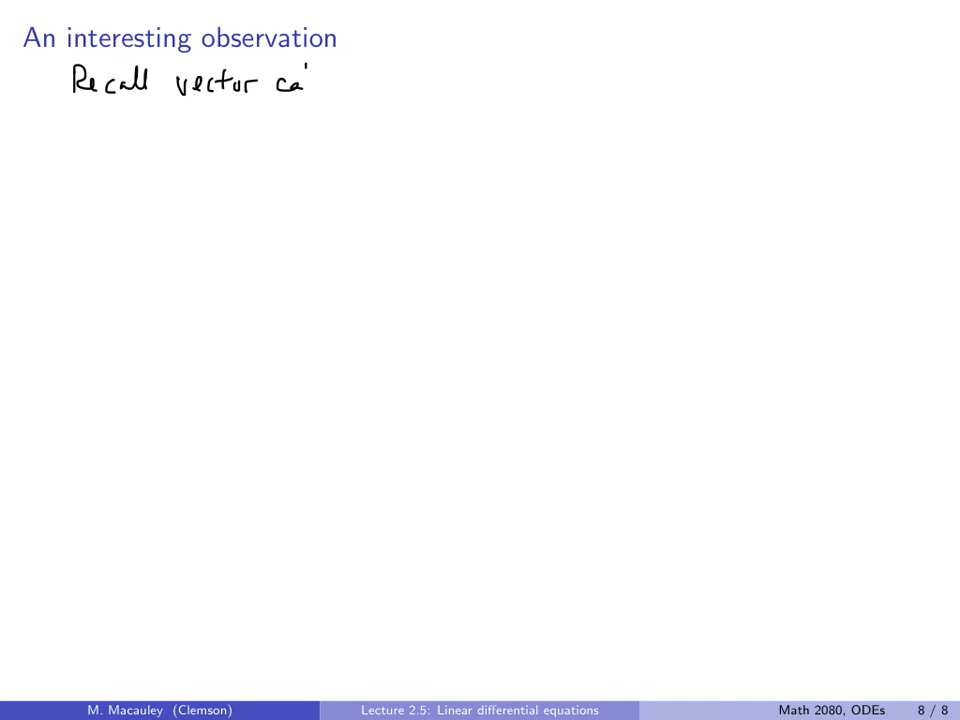 An interesting observation
Recall vector ca
M. Macauley (Clemson) Lecture 2.5: Linear differential equations Math 2080, ODEs 8 / 8